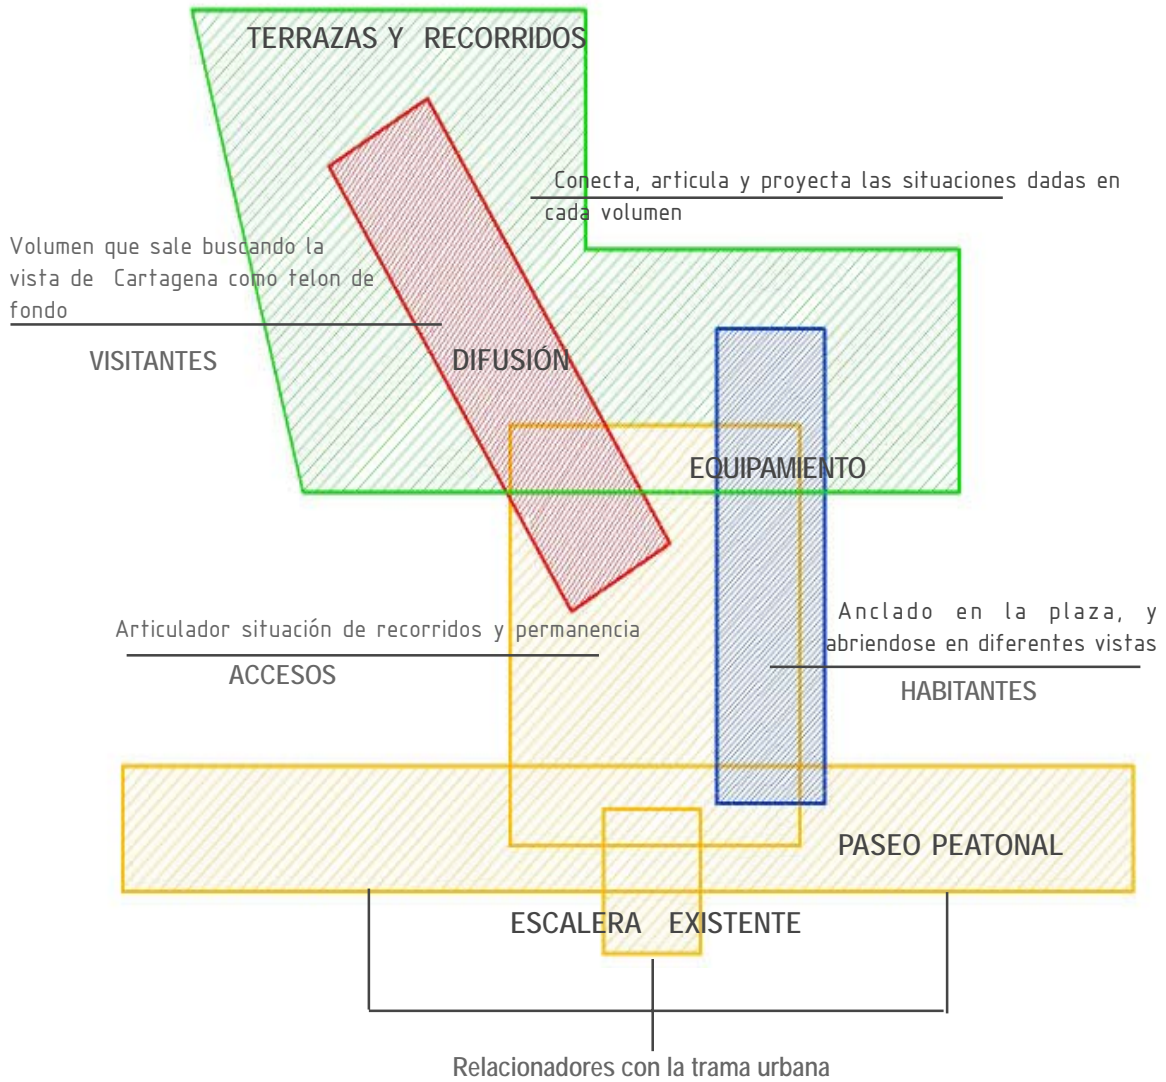 TERRAZAS Y RECORRIDOS
Conecta, articula y proyecta las situaciones dadas en
cada volumen
Volumen que sale buscando la
vista de Cartagena como telon de
fondo
VISITANTES
DIFUSIÓN
EQUIPAMIENTO
Articulador situación de recorridos y permanencia
ACCESOS
Anclado en la plaza, y
abriendose en diferentes vistas
HABITANTES
PASEO PEATONAL
ESCALERA EXISTENTE
Relacionadores con la trama urbana